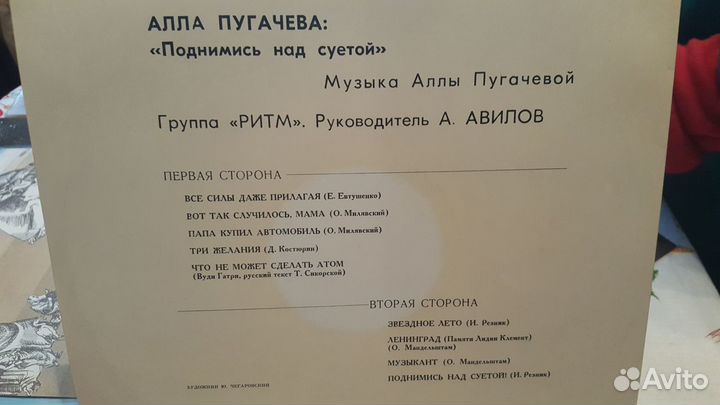 АЛЛА ПУГАЧЕВА:
«Поднимись над суетой»
Музыка Аллы Пугачевой
Группа «РИТМ». Руководитель А. АВИЛОВ
ПЕРВАЯ СТОРОНА
ВСЕ СИЛЫ ДАЖЕ ПРИЛАГАЯ (Е. Евтушенко)
ВОТ ТАК СЛУЧИЛОСЬ, МАМА (О. Милявский)
ПАПА КУПИЛ АВТОМОБИЛЬ (О. Милявский)
ТРИ ЖЕЛАНИЯ (Д. Костюрин)
ЧТО НЕ МОЖЕТ СДЕЛАТЬ АТОМ
(Вуди Гатри, русский текст Т. Сикорской)
ВТОРАЯ СТОРОНА
ЗВЕЗДНОЕ ЛЕТО (И. Резник)
ЛЕНИНГРАД (Памяти Лидии Клемент)
(О. Мандельштам)
МУЗЫКАНТ (О. Мандельштам)
ПОДНИМИСЬ НАД СУЕТОЙ! (И. Резник)
ХУДОЖНИК Ю. ЧЕГАРОВСКИЙ
Avito